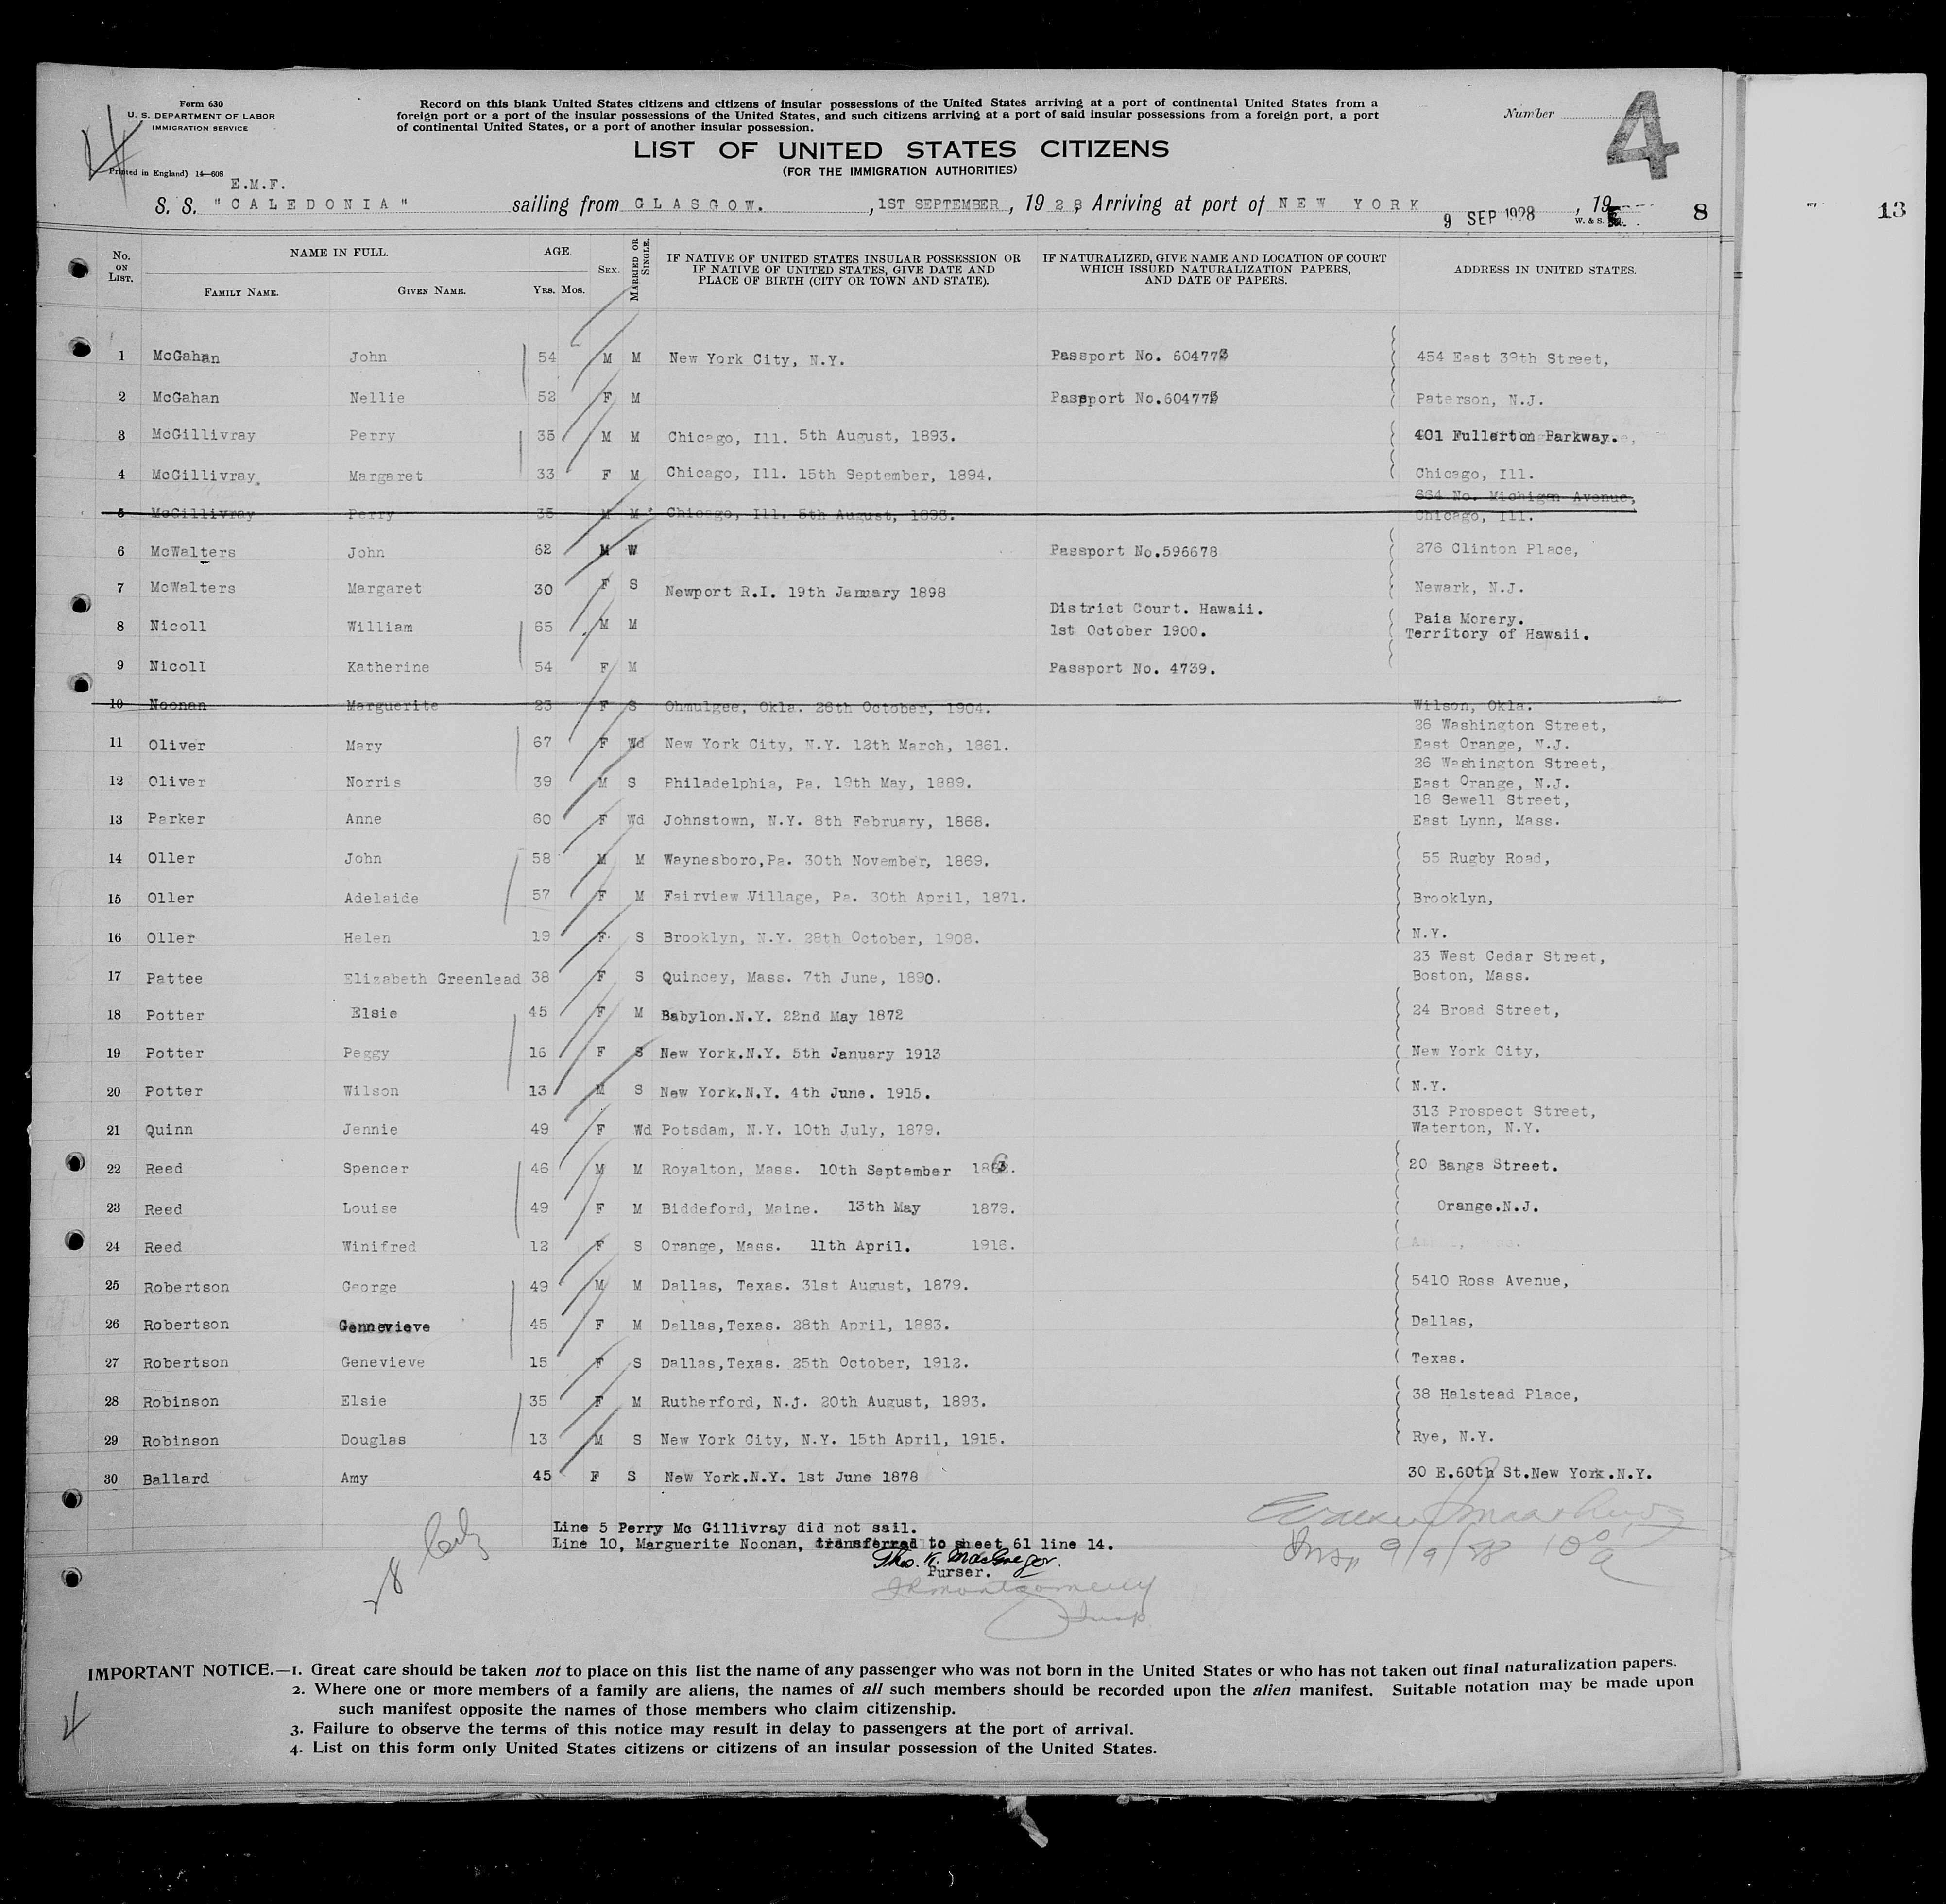 Form 630
U. S. DEPARTMENT OF LABOR
IMMIGRATION SERVICE
Printed in England) 14—608
Record on this blank United States citizens and citizens of insular possessions of the United States arriving at a port of continental United States from a
foreign port or a port of the insular possessions of the United States, and such citizens arriving at a port of said insular possessions from a foreign port, a port
of continental United States, or a port of another insular possession.
Number
4
LIST OF UNITED STATES CITIZENS
(FOR THE IMMIGRATION AUTHORITIES)
E.M.F.
S. S. "CALEDONIA" sailing from GLASGOW. , 1ST SEPTEMBER , 1928, Arriving at port of NEW YORK 9 SEP 1928 , 19
W. & S. 8 13
No. ON LIST. NAME IN FULL. AGE. SEX. MARRIED OR SINGLE. IF NATIVE OF UNITED STATES INSULAR POSSESSION OR IF NATIVE OF UNITED STATES, GIVE DATE AND PLACE OF BIRTH (CITY OR TOWN AND STATE). IF NATURALIZED, GIVE NAME AND LOCATION OF COURT WHICH ISSUED NATURALIZATION PAPERS, AND DATE OF PAPERS. ADDRESS IN UNITED STATES.
FAMILY NAME. GIVEN NAME. YRS. MOS.
1 McGahan John 54 M M New York City, N.Y. Passport No. 604773 454 East 39th Street,
2 McGahan Nellie 52 F M Passport No. Paterson, N.J.
3 McGillivray Perry 35 M M Chicago, Ill. 5th August, 1893. 401 Fullerton Parkway.
4 McGillivray Margaret 33 F M Chicago, Ill. 15th September, 1894. Chicago, Ill.
664 No. Michigan Avenue,
5 McGillivray Perry 35 M M Chicago, Ill. 5th August, 1893. Chicago, Ill.
6 McWalters John 62 M W Passport No.596678 276 Clinton Place,
7 McWalters Margaret 30 F S Newport R.I. 19th January 1898 Newark, N.J.
District Court. Hawaii.
8 Nicoll William 65 M M 1st October 1900. Paia Morery.
Territory of Hawaii.
9 Nicoll Katherine 54 F M Passport No. 4739.
10 Noonan Marguerite 23 F S Ohmulgee, Okla. 26th October, 1904. Wilson, Okla.
26 Washington Street,
11 Oliver Mary 67 F Wd New York City, N.Y. 12th March, 1861. East Orange, N.J.
26 Washington Street,
12 Oliver Norris 39 M S Philadelphia, Pa. 19th May, 1889. East Orange, N.J.
18 Sewell Street,
13 Parker Anne 60 F Wd Johnstown, N.Y. 8th February, 1868. East Lynn, Mass.
14 Oller John 58 M M Waynesboro,Pa. 30th November, 1869. 55 Rugby Road,
15 Oller Adelaide 57 F M Fairview Village, Pa. 30th April, 1871. Brooklyn,
16 Oller Helen 19 F S Brooklyn, N.Y. 28th October, 1908. N.Y.
23 West Cedar Street,
17 Pattee Elizabeth Greenlead 38 F S Quincey, Mass. 7th June, 1890. Boston, Mass.
18 Potter Elsie 45 F M Babylon.N.Y. 22nd May 1872 24 Broad Street,
19 Potter Peggy 16 F S New York.N.Y. 5th January 1913 New York City,
20 Potter Wilson 13 M S New York.N.Y. 4th June. 1915. N.Y.
313 Prospect Street,
21 Quinn Jennie 49 F Wd Potsdam, N.Y. 10th July, 1879. Waterton, N.Y.
22 Reed Spencer 46 M M Royalton, Mass. 10th September 20 Bangs Street.
23 Reed Louise 49 F M Biddeford, Maine. 13th May 1879. Orange.N.J.
24 Reed Winifred 12 F S Orange, Mass. 11th April. 1916.
25 Robertson George 49 M M Dallas, Texas. 31st August, 1879. 5410 Ross Avenue,
26 Robertson Gennevieve 45 F M Dallas,Texas. 28th April, 1883. Dallas,
27 Robertson Genevieve 15 F S Dallas,Texas. 25th October, 1912. Texas.
28 Robinson Elsie 35 F M Rutherford, N.J. 20th August, 1893. 38 Halstead Place,
29 Robinson Douglas 13 M S New York City, N.Y. 15th April, 1915. Rye, N.Y.
30 Ballard Amy 45 F S New York.N.Y. 1st June 1878 30 E.60th St.New York.N.Y.
Line 5 Perry Mc Gillivray did not sail.
Line 10, Marguerite Noonan, transferred to sheet 61 line 14.
Thos. K. MacGregor.
Purser.
JRMontgomery
Insp
Insp 9/9/28 10
28
IMPORTANT NOTICE.—1. Great care should be taken not to place on this list the name of any passenger who was not born in the United States or who has not taken out final naturalization papers.
2. Where one or more members of a family are aliens, the names of all such members should be recorded upon the alien manifest. Suitable notation may be made upon
such manifest opposite the names of those members who claim citizenship.
3. Failure to observe the terms of this notice may result in delay to passengers at the port of arrival.
4. List on this form only United States citizens or citizens of an insular possession of the United States.